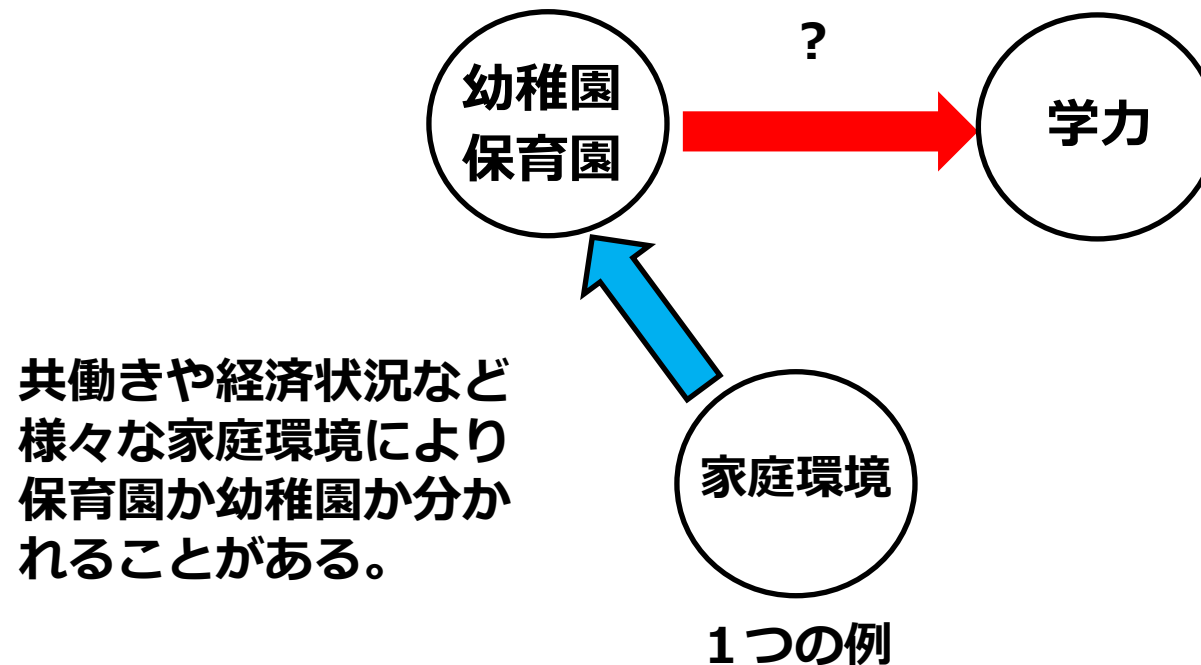 幼稚園
保育園
?
学力
共働きや経済状況など
様々な家庭環境により
保育園か幼稚園か分か
れることがある。
家庭環境
１つの例